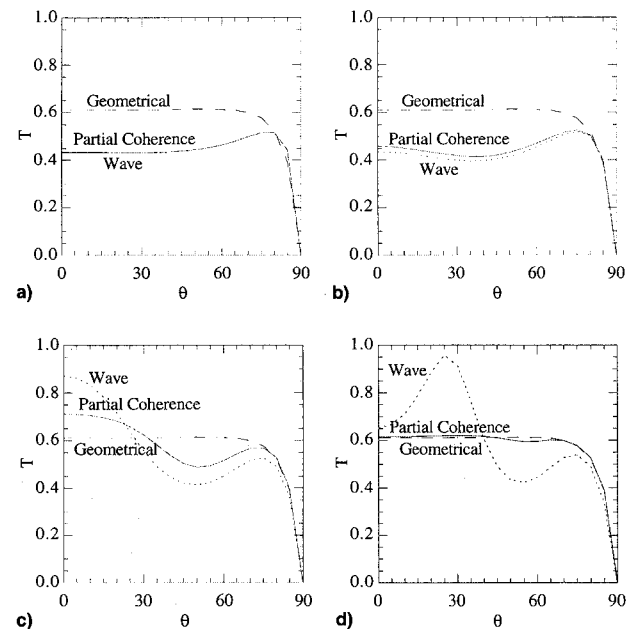 1.0
0.8
0.6
T
0.4
0.2
0.0
Geometrical
Partial Coherence
Wave
0 30 60 90
θ
a)
1.0
0.8
0.6
T
0.4
0.2
0.0
Geometrical
Partial Coherence
Wave
0 30 60 90
θ
b)
1.0
0.8
0.6
T
0.4
0.2
0.0
Wave
Partial Coherence
Geometrical
0 30 60 90
θ
c)
1.0
0.8
0.6
T
0.4
0.2
0.0
Wave
Partial Coherence
Geometrical
0 30 60 90
θ
d)